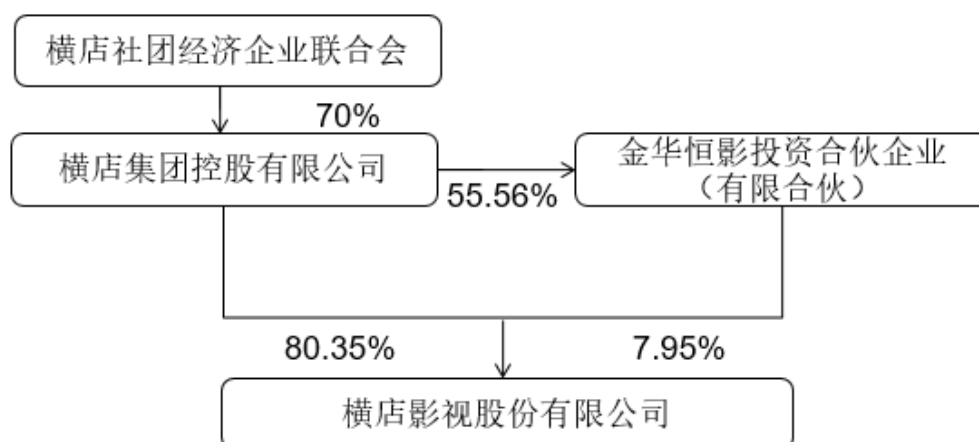 横店社团经济企业联合会
70%
横店集团控股有限公司
55.56%
金华恒影投资合伙企业
（有限合伙）
80.35%
7.95%
横店影视股份有限公司